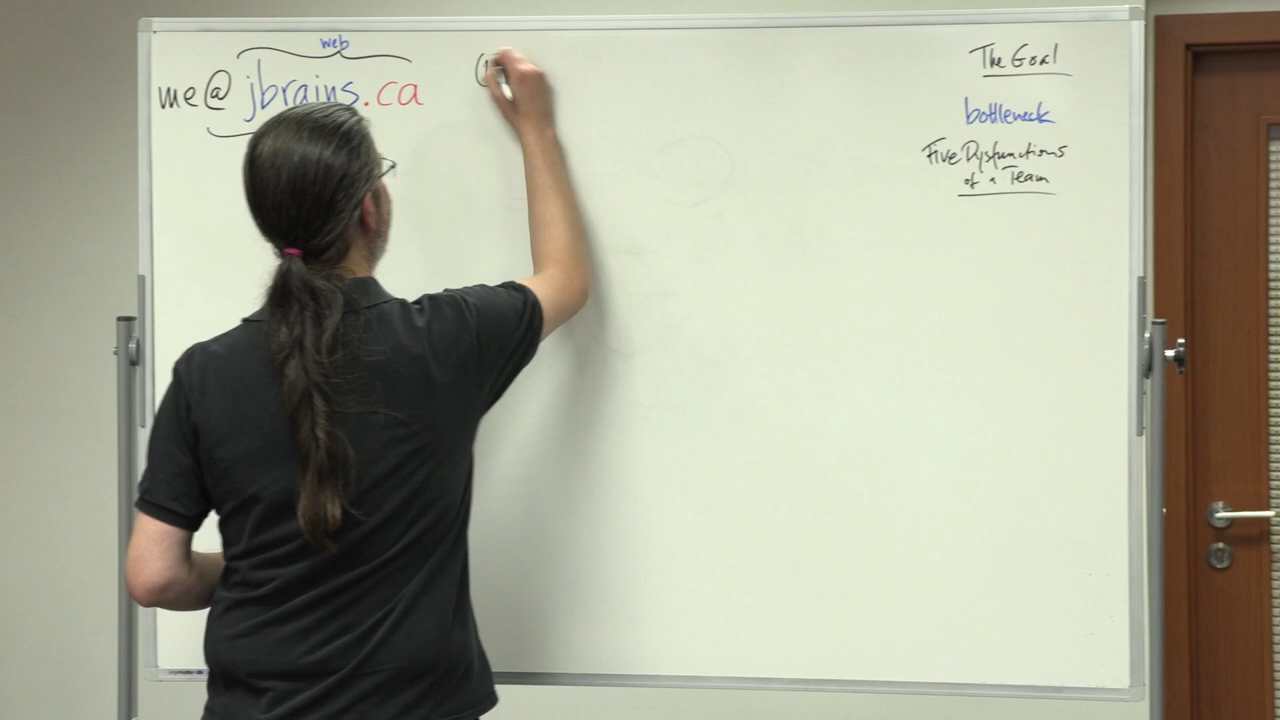 web
me@jbrains.ca
The Goal
bottleneck
Five Dysfunctions
of a Team